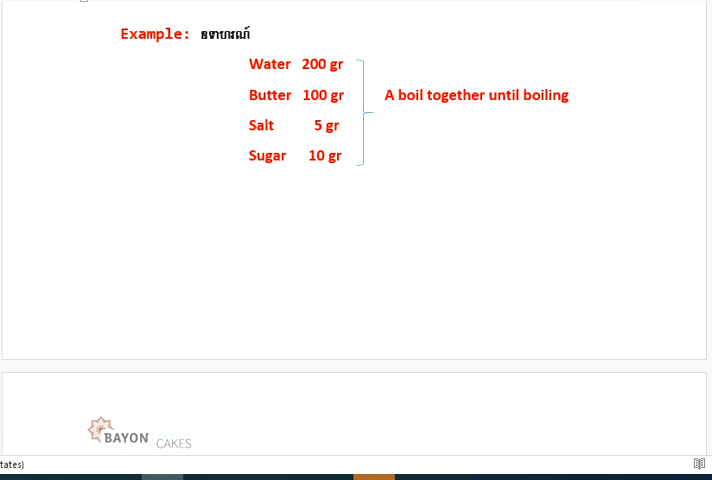 Example: ឧទាហរណ៍
Water 200 gr
Butter 100 gr
A boil together until boiling
Salt 5 gr
Sugar 10 gr
BAYON CAKES
tates)